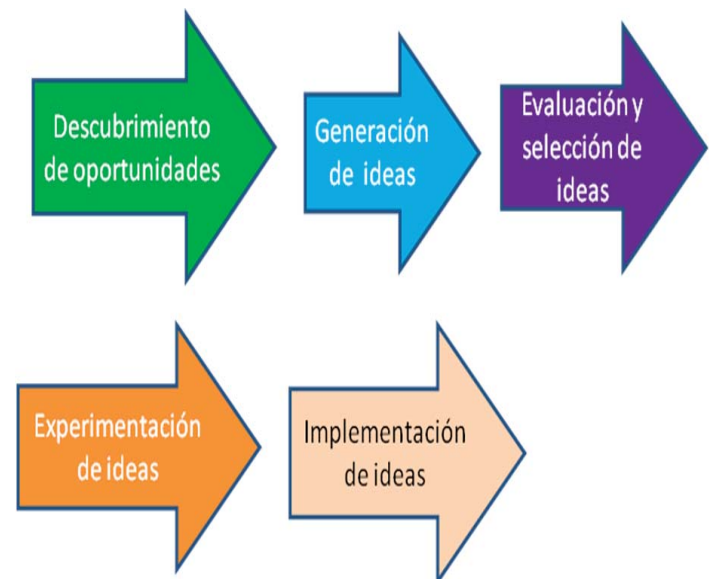 Descubrimiento
de oportunidades
Generación
de ideas
Evaluación y
selección de
ideas
Experimentación
de ideas
Implementación
de ideas